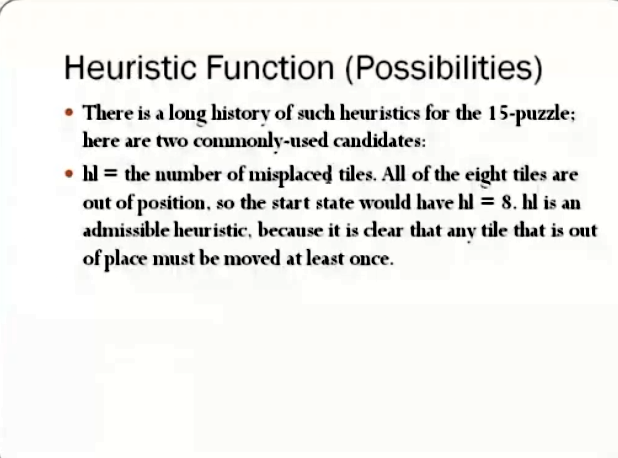 Heuristic Function (Possibilities)
• There is a long history of such heuristics for the 15-puzzle;
here are two commonly-used candidates:
• hl = the number of misplaced tiles. All of the eight tiles are
out of position, so the start state would have hl = 8. hl is an
admissible heuristic, because it is clear that any tile that is out
of place must be moved at least once.